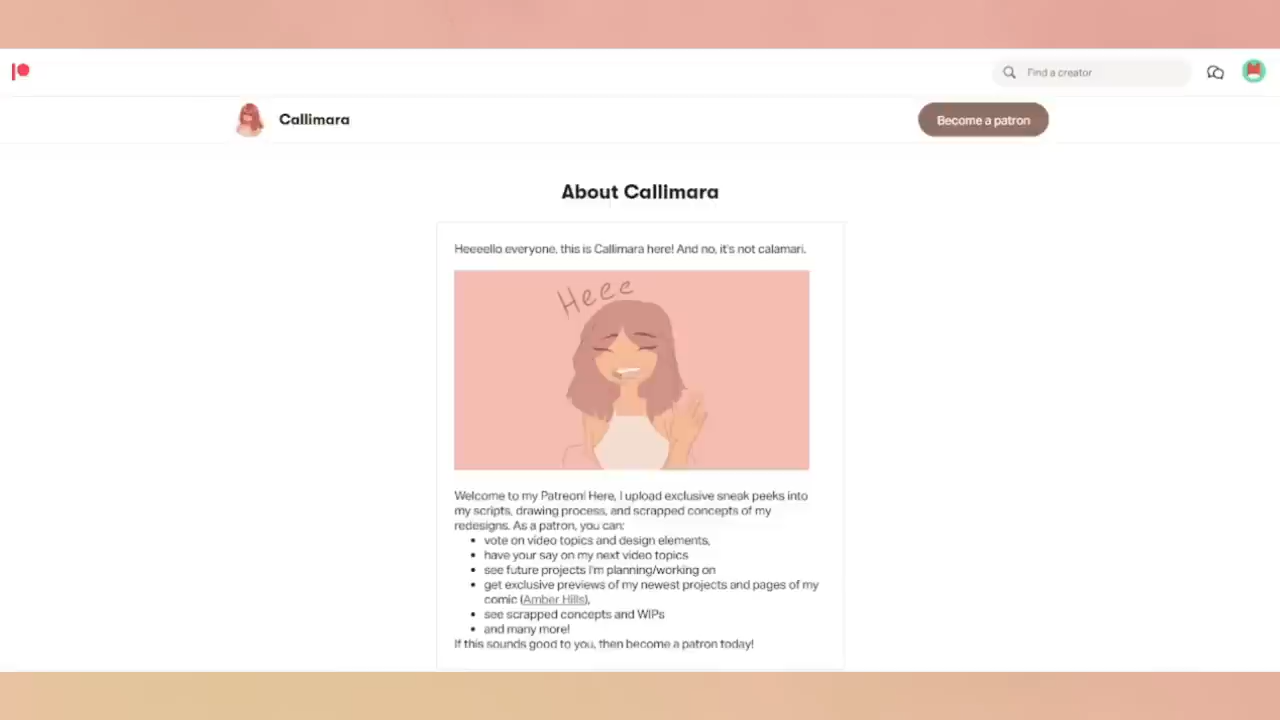 Find a creator
Callimara
Become a patron
About Callimara
Heeeello everyone, this is Callimara here! And no, it's not calamari.
Heee
Welcome to my Patreon! Here, I upload exclusive sneak peeks into
my scripts, drawing process, and scrapped concepts of my
redesigns. As a patron, you can:
• vote on video topics and design elements,
• have your say on my next video topics
• see future projects I'm planning/working on
• get exclusive previews of my newest projects and pages of my
comic (Amber Hills),
• see scrapped concepts and WIPs
• and many more!
If this sounds good to you, then become a patron today!